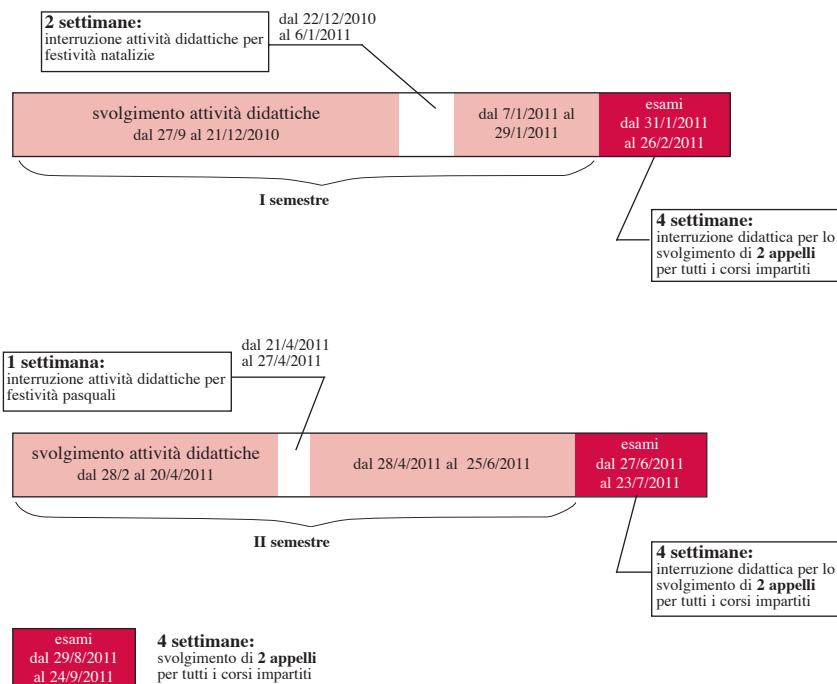 2 settimane:
interruzione attività didattiche per
festività natalizie
dal 22/12/2010
al 6/1/2011
svolgimento attività didattiche
dal 27/9 al 21/12/2010
dal 7/1/2011 al
29/1/2011
esami
dal 31/1/2011
al 26/2/2011
I semestre
4 settimane:
interruzione didattica per lo
svolgimento di 2 appelli
per tutti i corsi impartiti
1 settimana:
interruzione attività didattiche per
festività pasquali
dal 21/4/2011
al 27/4/2011
svolgimento attività didattiche
dal 28/2 al 20/4/2011
dal 28/4/2011 al 25/6/2011
esami
dal 27/6/2011
al 23/7/2011
II semestre
4 settimane:
interruzione didattica per lo
svolgimento di 2 appelli
per tutti i corsi impartiti
esami
dal 29/8/2011
al 24/9/2011
4 settimane:
svolgimento di 2 appelli
per tutti i corsi impartiti